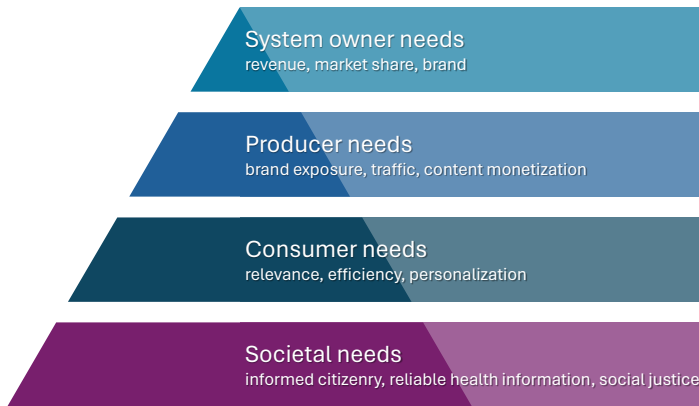 System owner needs
revenue, market share, brand
Producer needs
brand exposure, traffic, content monetization
Consumer needs
relevance, efficiency, personalization
Societal needs
informed citizenry, reliable health information, social justice